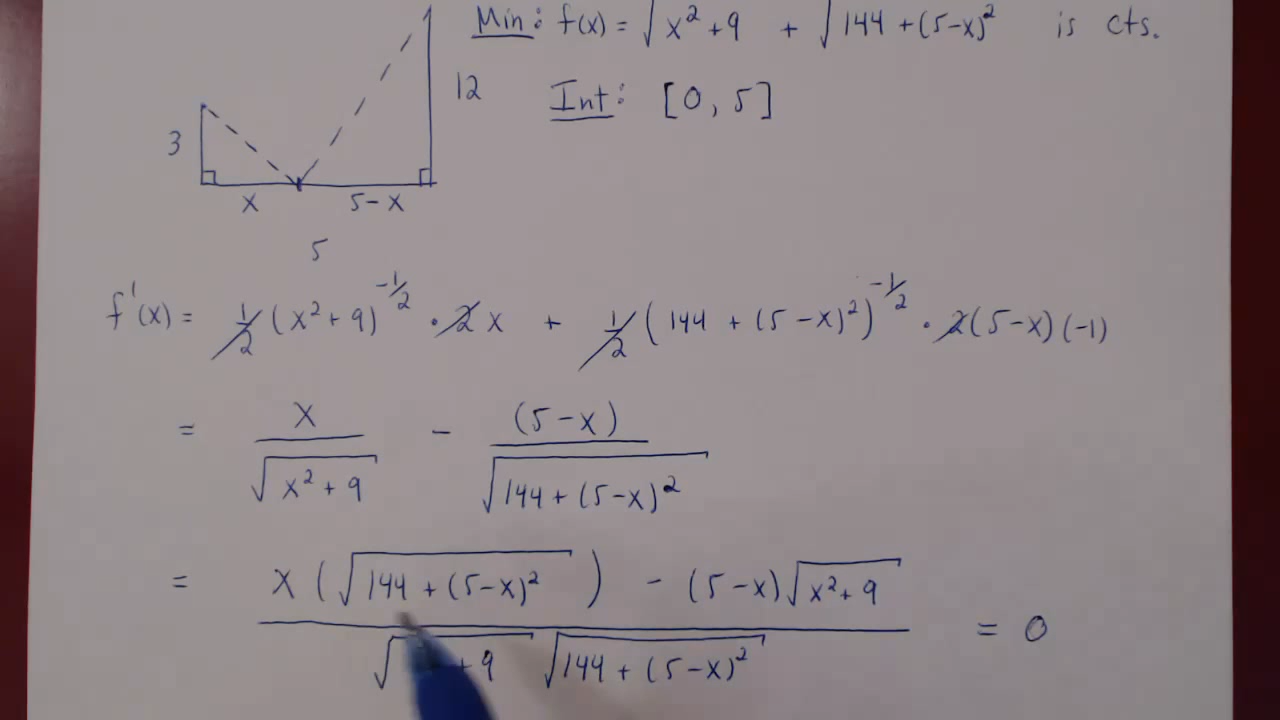 Min: f(x) = √(x² + 9) + √(144 + (5-x)²) is cts.
12
Int: [0, 5]
3
x
5-x
5
f'(x) = 1/2 (x² + 9)^(-1/2) · 2x + 1/2 (144 + (5-x)²)^(-1/2) · 2(5-x)(-1)
= x/√(x² + 9) - (5-x)/√(144 + (5-x)²)
= (x(√(144 + (5-x)²)) - (5-x)√(x² + 9))/(√( + 9) √(144 + (5-x)²)) = 0